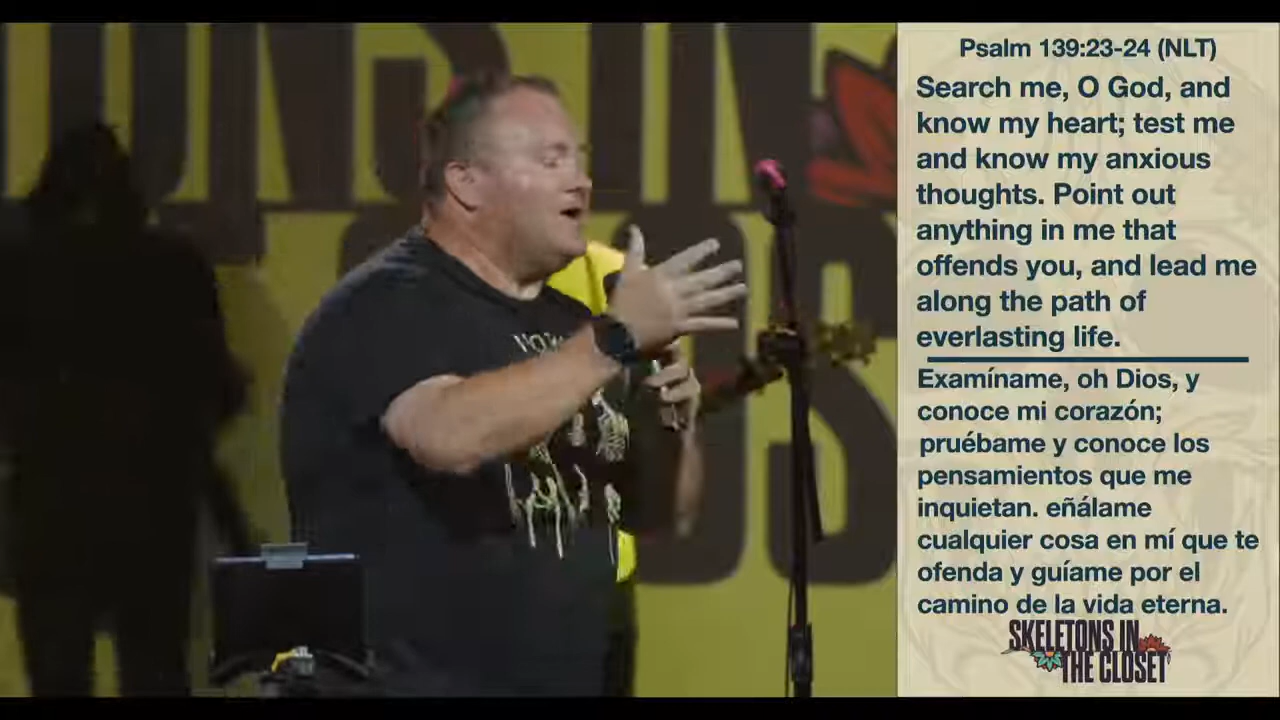 Psalm 139:23-24 (NLT)
Search me, O God, and
know my heart; test me
and know my anxious
thoughts. Point out
anything in me that
offends you, and lead me
along the path of
everlasting life.
Examíname, oh Dios, y
conoce mi corazón;
pruébame y conoce los
pensamientos que me
inquietan. eñálame
cualquier cosa en mí que te
ofenda y guíame por el
camino de la vida eterna.
SKELETONS IN
THE CLOSET